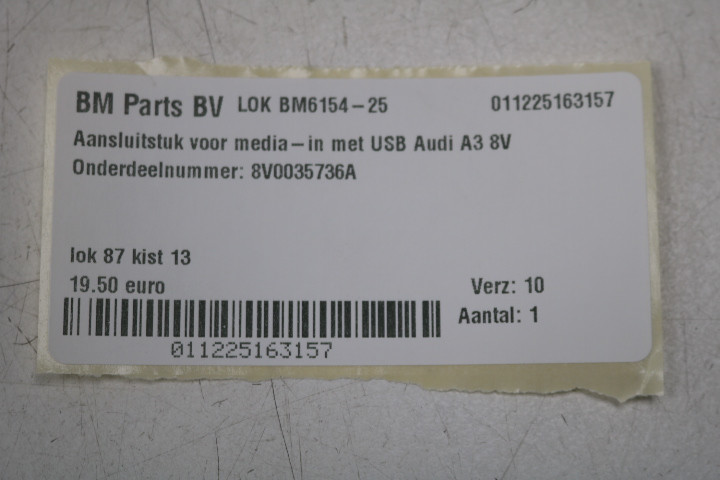 BM Parts BV LOK BM6154-25 011225163157
Aansluitstuk voor media-in met USB Audi A3 8V
Onderdeelnummer: 8V0035736A
lok 87 kist 13
19.50 euro Verz: 10
Aantal: 1
011225163157